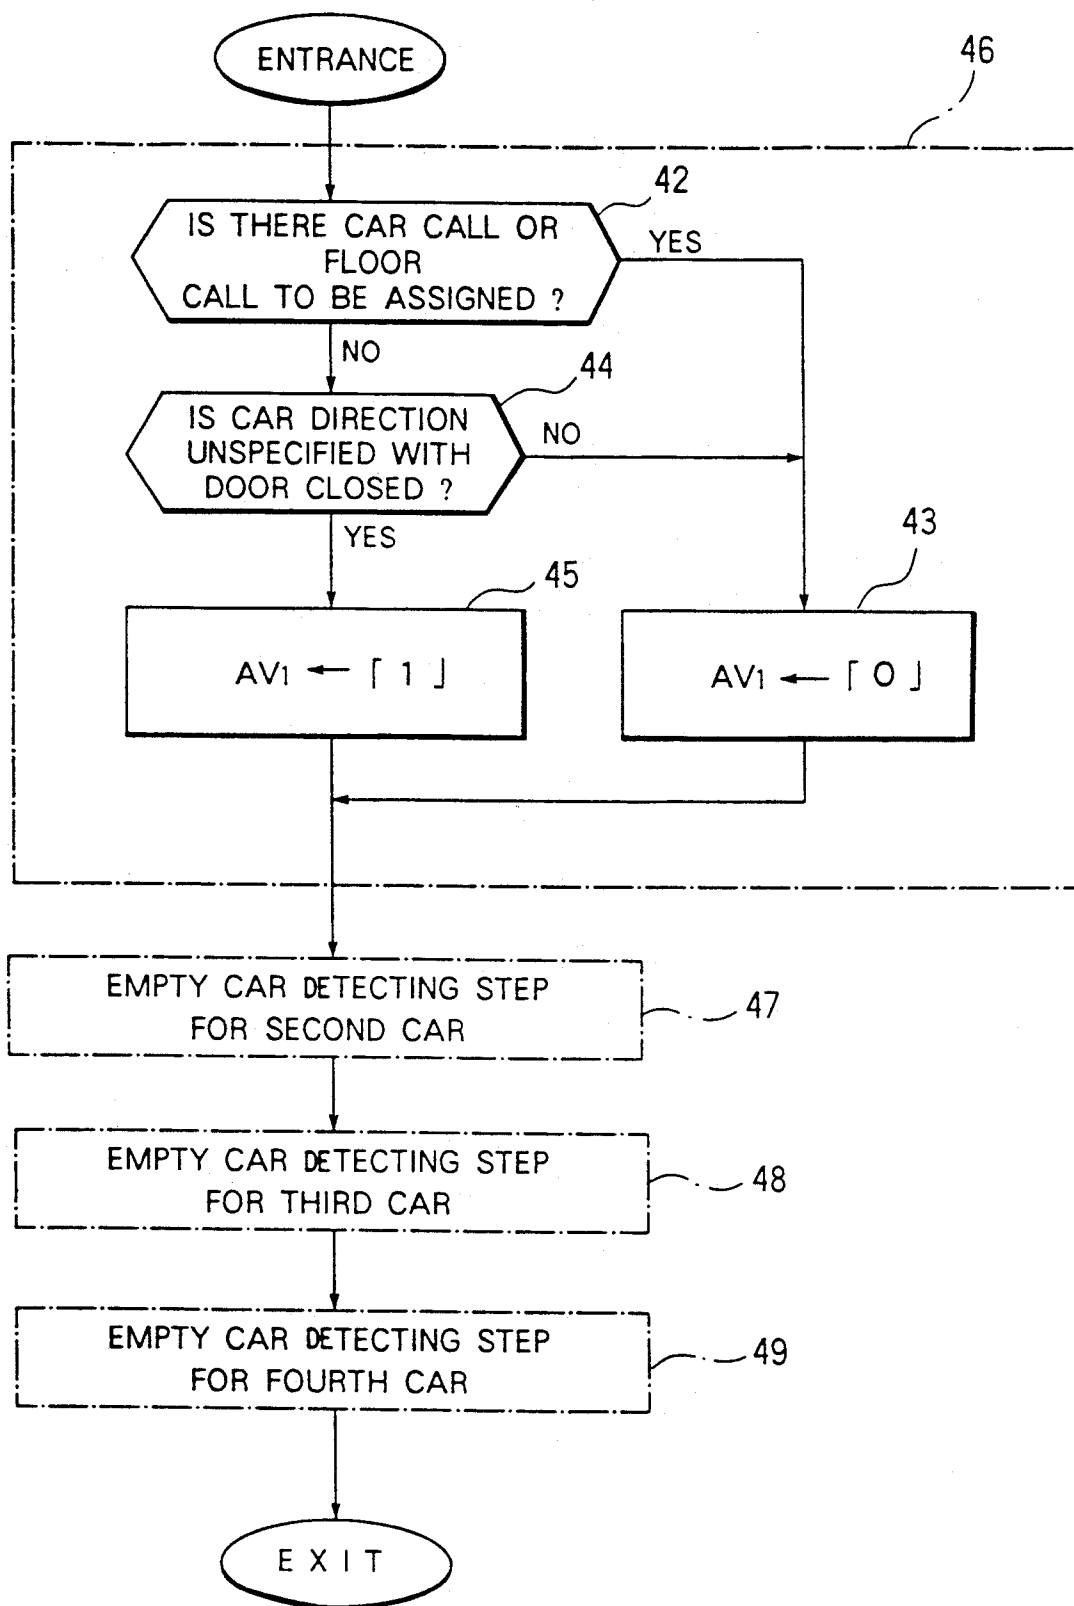 ENTRANCE
46
42
IS THERE CAR CALL OR
FLOOR
CALL TO BE ASSIGNED ?
YES
NO
44
IS CAR DIRECTION
UNSPECIFIED WITH
DOOR CLOSED ?
NO
YES
43
45
AV1 ← ｢ 1 ｣
AV1 ← ｢ 0 ｣
EMPTY CAR DETECTING STEP
FOR SECOND CAR
47
EMPTY CAR DETECTING STEP
FOR THIRD CAR
48
EMPTY CAR DETECTING STEP
FOR FOURTH CAR
49
EXIT